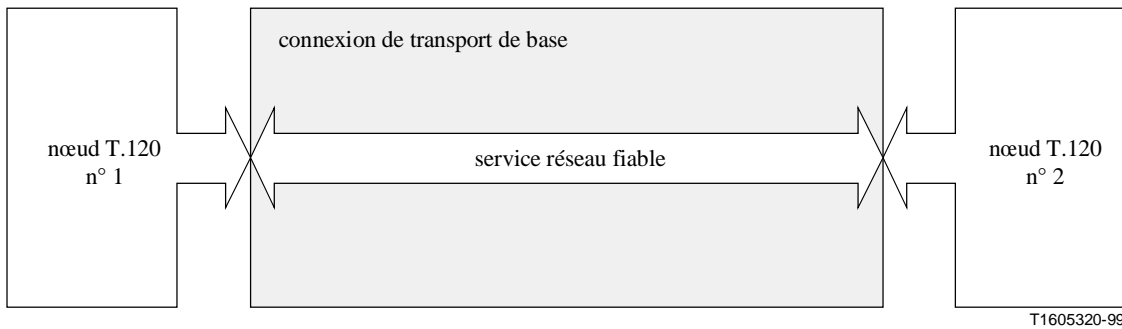 connexion de transport de base
nœud T.120
n° 1
service réseau fiable
nœud T.120
n° 2
T1605320-99